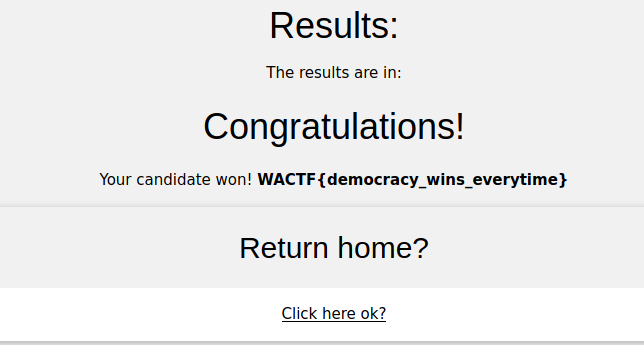 Results:
The results are in:
Congratulations!
Your candidate won! WACTF{democracy_wins_everytime}
Return home?
Click here ok?